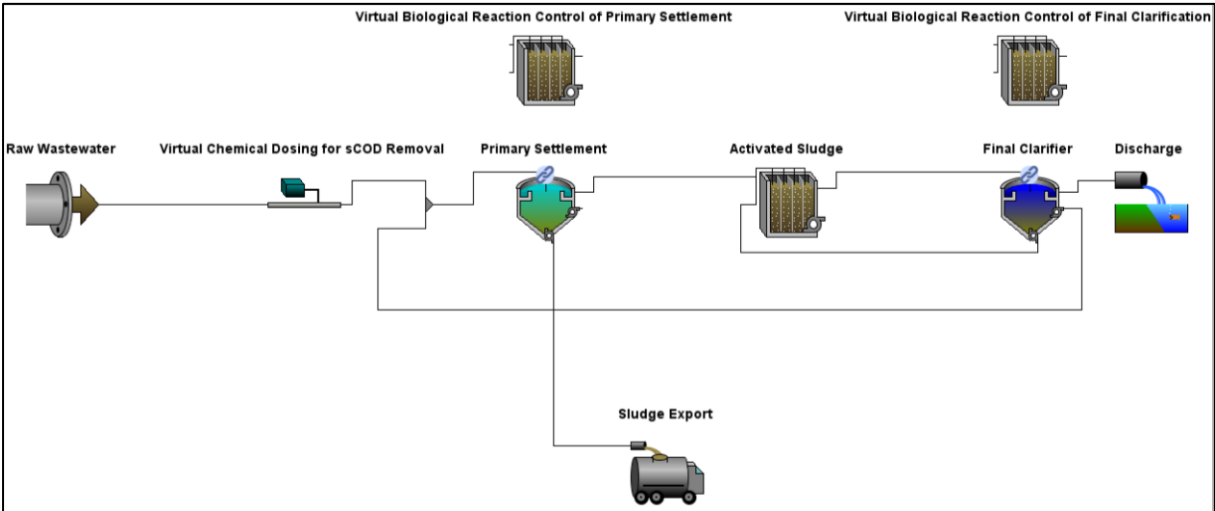 Virtual Biological Reaction Control of Primary Settlement
Virtual Biological Reaction Control of Final Clarification
Raw Wastewater
Virtual Chemical Dosing for sCOD Removal
Primary Settlement
Activated Sludge
Final Clarifier
Discharge
Sludge Export